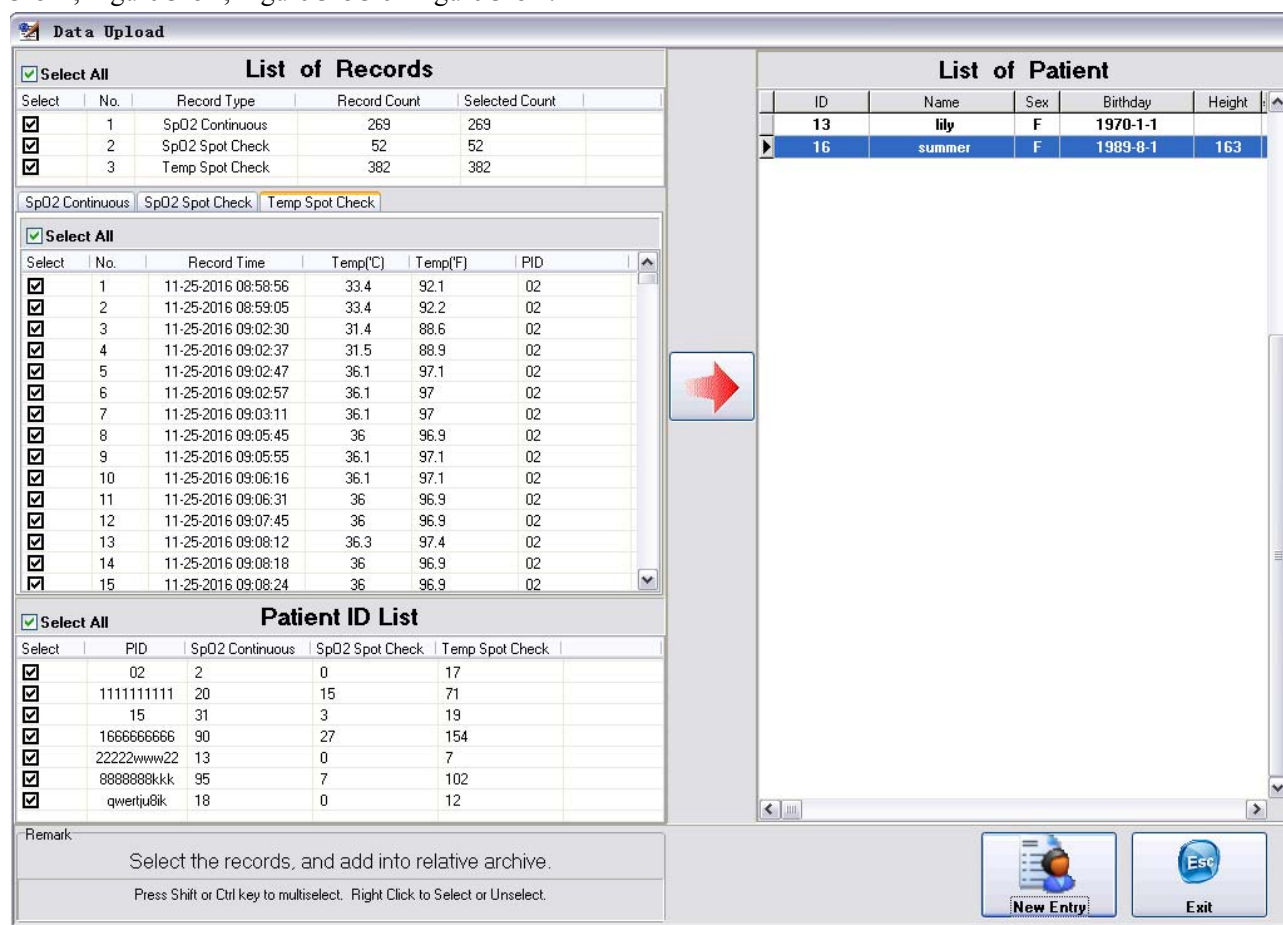 Data Upload
Select All List of Records
Select No. Record Type Record Count Selected Count
1 SpO2 Continuous 269 269
2 SpO2 Spot Check 52 52
3 Temp Spot Check 382 382
SpO2 Continuous SpO2 Spot Check Temp Spot Check
Select All
Select No. Record Time Temp('C) Temp('F) PID
1 11-25-2016 08:58:56 33.4 92.1 02
2 11-25-2016 08:59:05 33.4 92.2 02
3 11-25-2016 09:02:30 31.4 88.6 02
4 11-25-2016 09:02:37 31.5 88.9 02
5 11-25-2016 09:02:47 36.1 97.1 02
6 11-25-2016 09:02:57 36.1 97 02
7 11-25-2016 09:03:11 36.1 97 02
8 11-25-2016 09:05:45 36 96.9 02
9 11-25-2016 09:05:55 36.1 97.1 02
10 11-25-2016 09:06:16 36.1 97.1 02
11 11-25-2016 09:06:31 36 96.9 02
12 11-25-2016 09:07:45 36 96.9 02
13 11-25-2016 09:08:12 36.3 97.4 02
14 11-25-2016 09:08:18 36 96.9 02
15 11-25-2016 09:08:24 36 96.9 02
Select All Patient ID List
Select PID SpO2 Continuous SpO2 Spot Check Temp Spot Check
02 2 0 17
1111111111 20 15 71
15 31 3 19
1666666666 90 27 154
22222www22 13 0 7
8888888kkk 95 7 102
qwertju8ik 18 0 12
Remark
Select the records, and add into relative archive.
Press Shift or Ctrl key to multiselect. Right Click to Select or Unselect.
List of Patient
ID Name Sex Birthday Height
13 lily F 1970-1-1
16 summer F 1989-8-1 163
New Entry
Esc
Exit